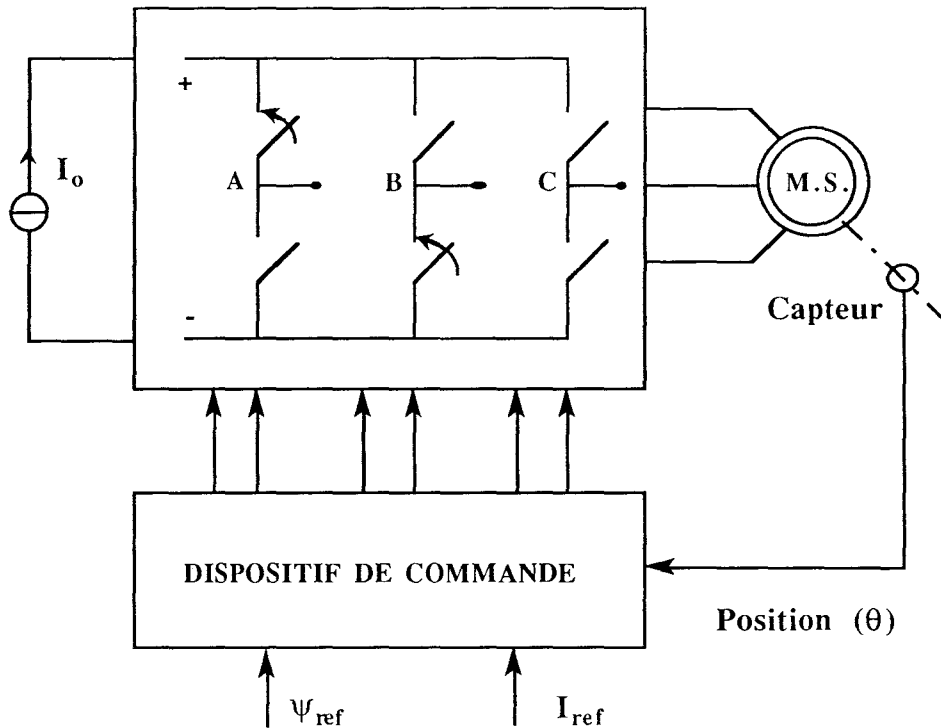 +
I₀
A
B
C
M.S.
-
Capteur
DISPOSITIF DE COMMANDE
Position (θ)
Ψref
Iref